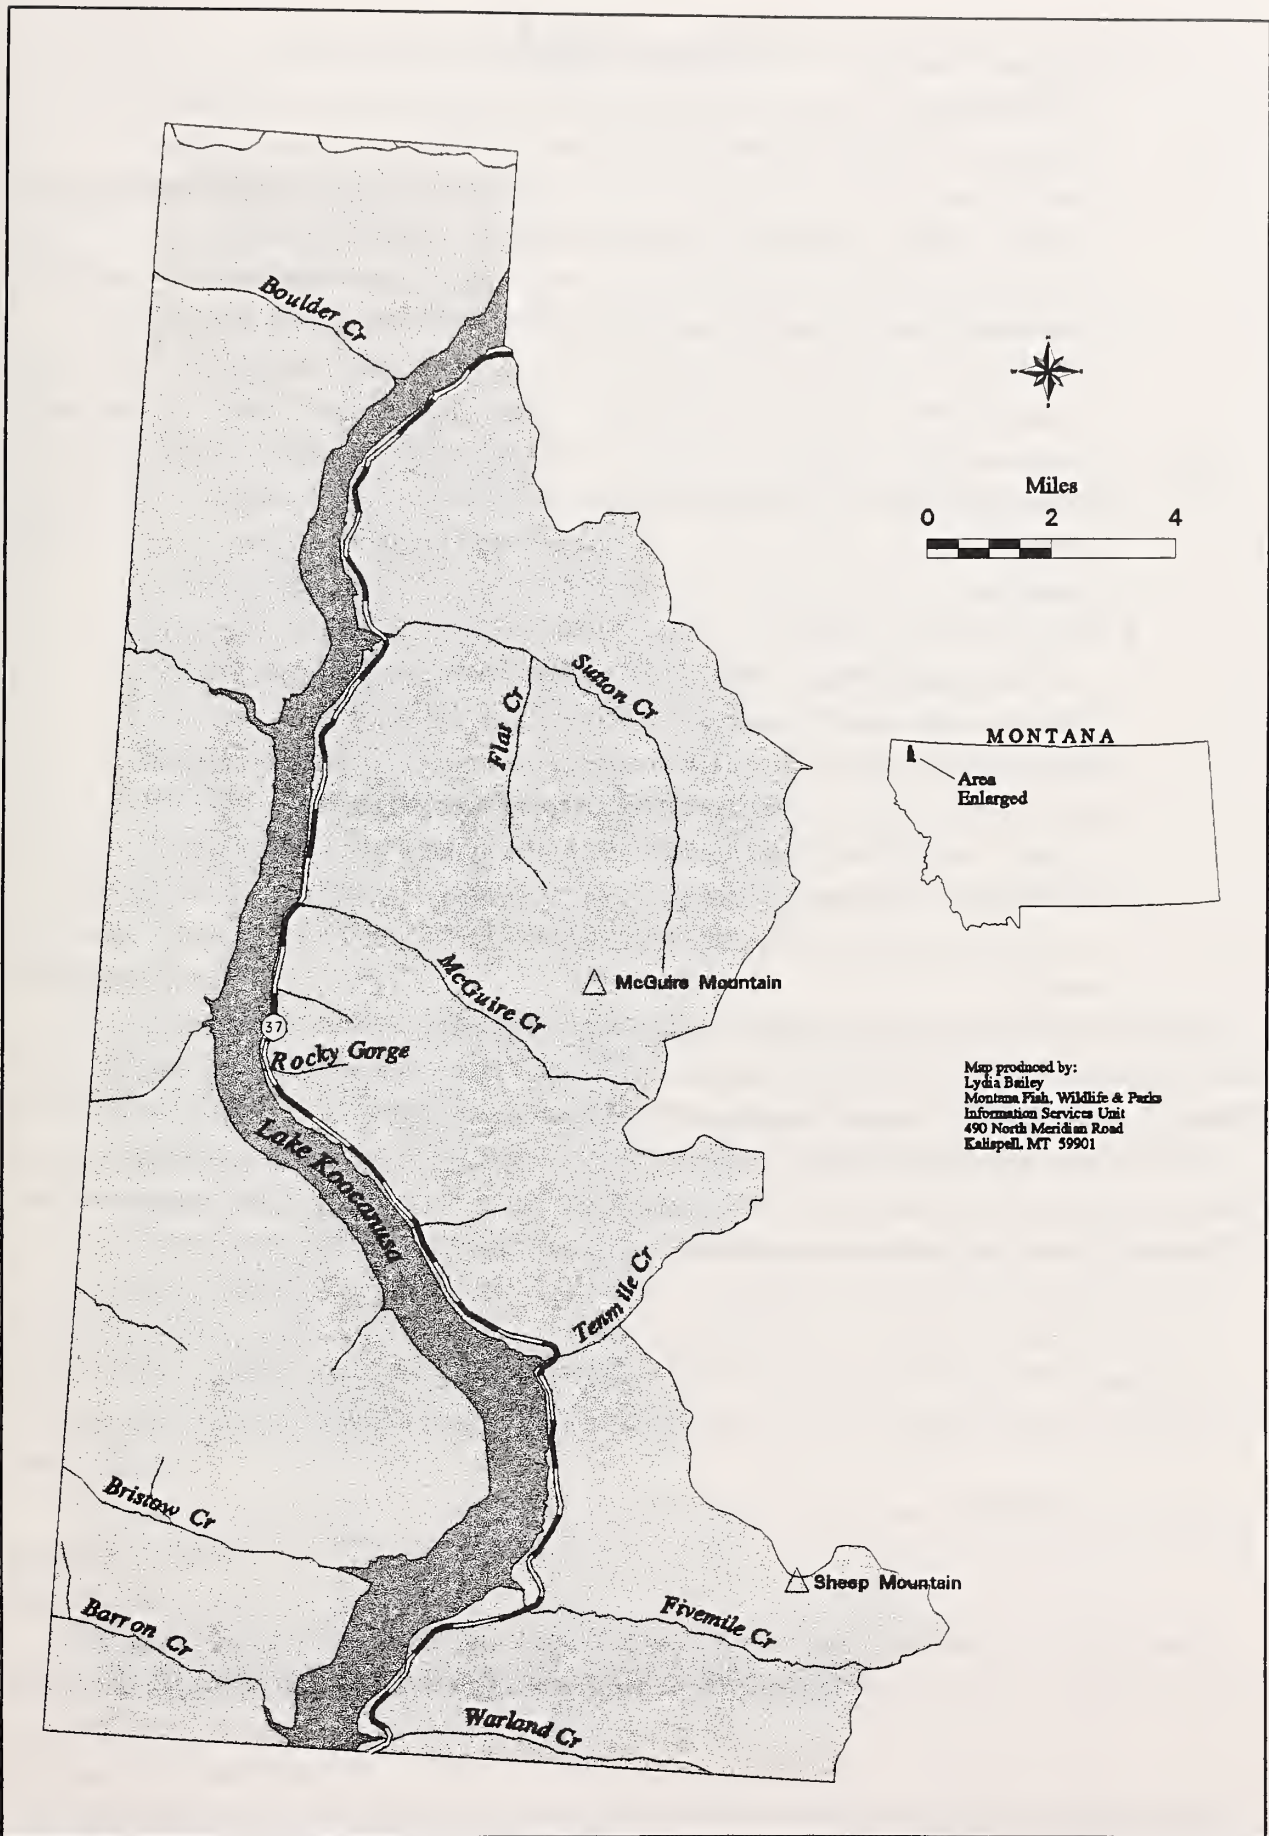 Boulder Cr
Miles
0 2 4
Sutton Cr
Flat Cr
MONTANA
Area
Enlarged
McGuire Cr
McGuire Mountain
37
Rocky Gorge
Map produced by:
Lydia Bailey
Montana Fish, Wildlife & Parks
Information Services Unit
490 North Meridian Road
Kalispell, MT 59901
Lake Koocanusa
Tenmile Cr
Bristow Cr
Sheep Mountain
Barron Cr
Fivemile Cr
Warland Cr